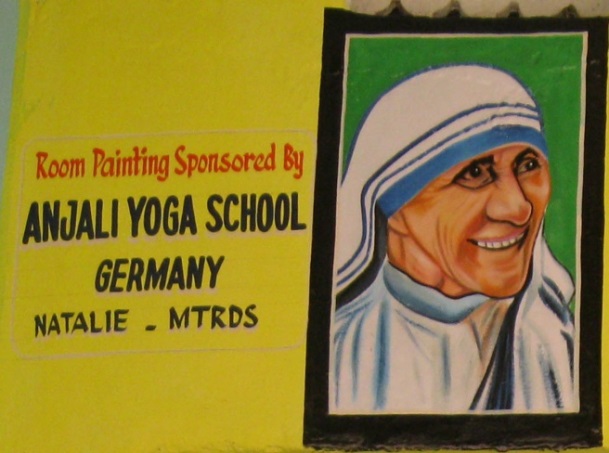 Room Painting Sponsored By
ANJALI YOGA SCHOOL
GERMANY
NATALIE - MTRDS